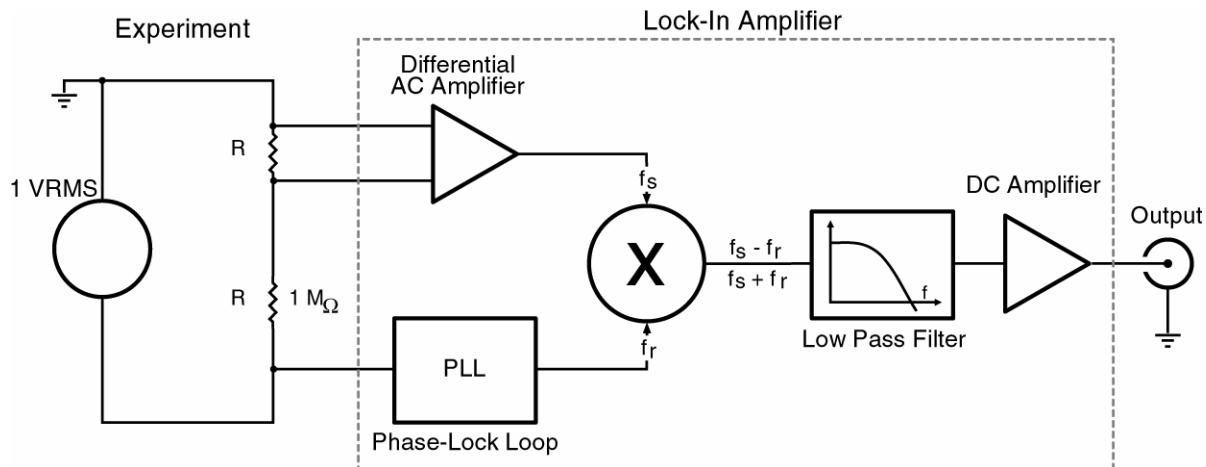 Experiment
Lock-In Amplifier
Differential
AC Amplifier
R
1 VRMS
R
1 MΩ
fs
X
fr
fs - fr
fs + fr
PLL
Phase-Lock Loop
f
Low Pass Filter
DC Amplifier
Output